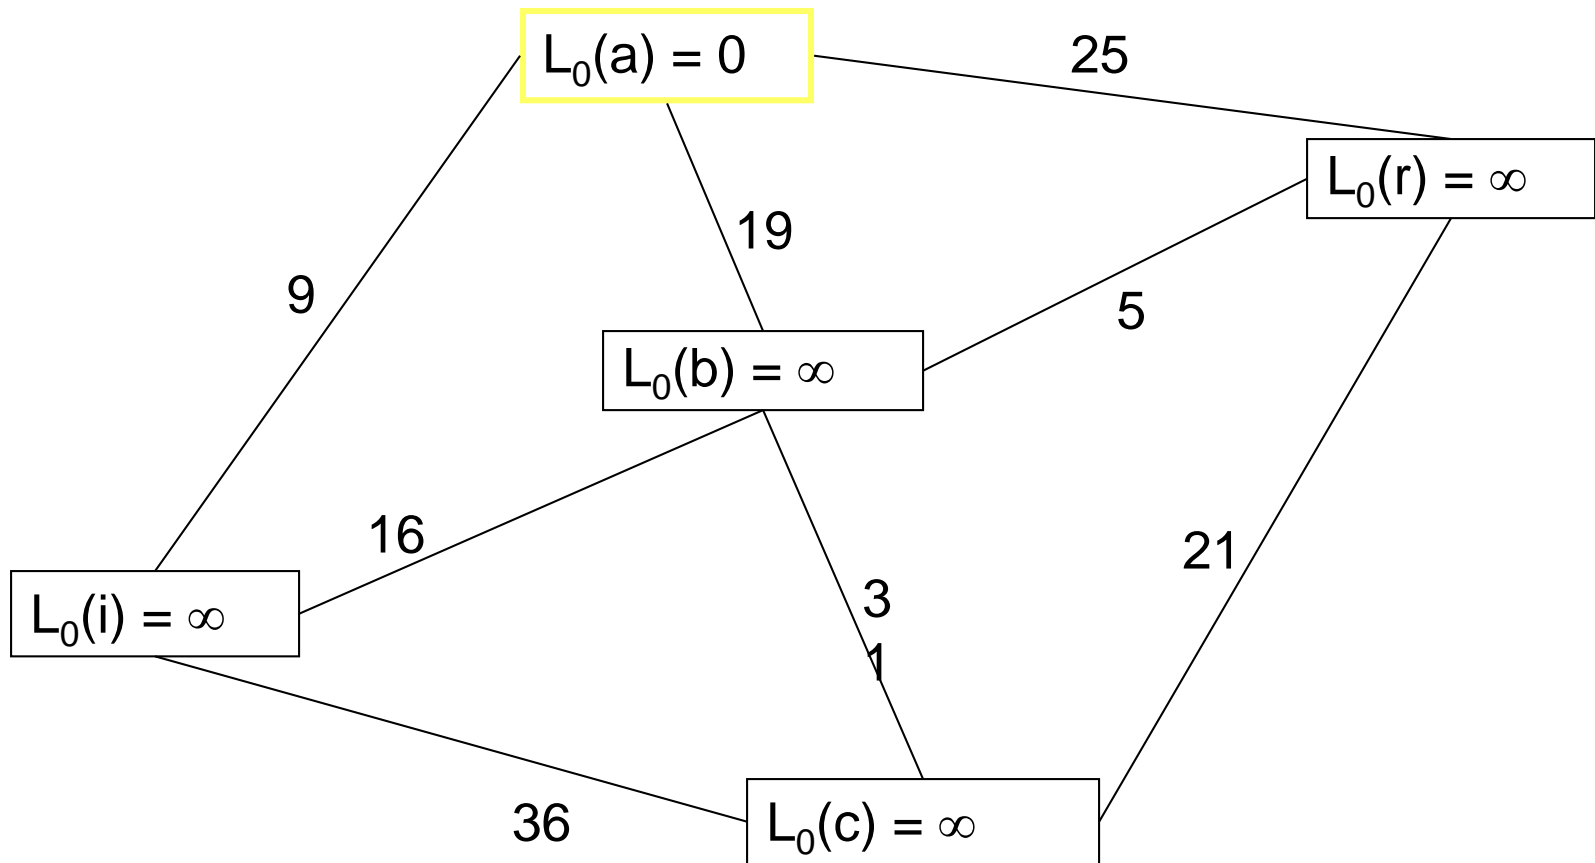 L₀(a) = 0
25
L₀(r) = ∞
19
9
5
L₀(b) = ∞
16
21
3
1
L₀(i) = ∞
36
L₀(c) = ∞